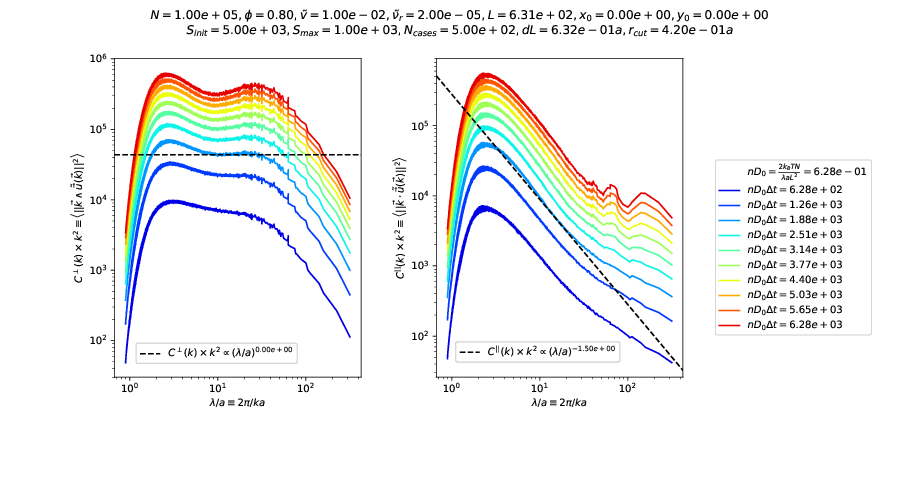 N = 1.00e + 05, ϕ = 0.80, ṽ = 1.00e − 02, ṽ_r = 2.00e − 05, L = 6.31e + 02, x_0 = 0.00e + 00, y_0 = 0.00e + 00
S_init = 5.00e + 03, S_max = 1.00e + 03, N_cases = 5.00e + 02, dL = 6.32e − 01a, r_cut = 4.20e − 01a
C^⊥(k) × k^2 ≡ ⟨||k⃗ ∧ ũ⃗(k⃗)||^2⟩
10^6
10^5
10^4
10^3
10^2
C^⊥(k) × k^2 ∝ (λ/a)^{0.00e+00}
10^0 10^1 10^2
λ/a ≡ 2π/ka
C^{||}(k) × k^2 ≡ ⟨||k⃗ · ũ⃗(k⃗)||^2⟩
10^5
10^4
10^3
10^2
C^{||}(k) × k^2 ∝ (λ/a)^{−1.50e+00}
10^0 10^1 10^2
λ/a ≡ 2π/ka
nD_0 = \frac{2k_BTN}{λaL^2} = 6.28e − 01
nD_0Δt = 6.28e + 02
nD_0Δt = 1.26e + 03
nD_0Δt = 1.88e + 03
nD_0Δt = 2.51e + 03
nD_0Δt = 3.14e + 03
nD_0Δt = 3.77e + 03
nD_0Δt = 4.40e + 03
nD_0Δt = 5.03e + 03
nD_0Δt = 5.65e + 03
nD_0Δt = 6.28e + 03